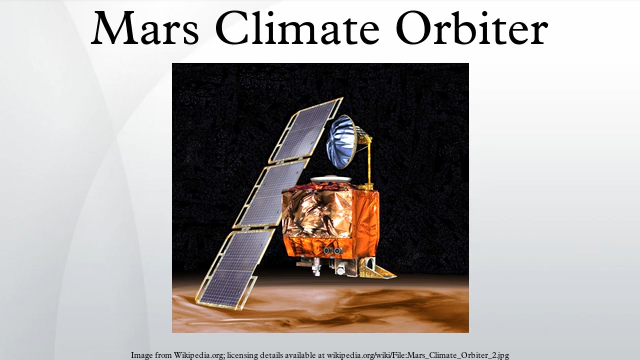 Mars Climate Orbiter
Image from Wikipedia.org; licensing details available at wikipedia.org/wiki/File:Mars_Climate_Orbiter_2.jpg